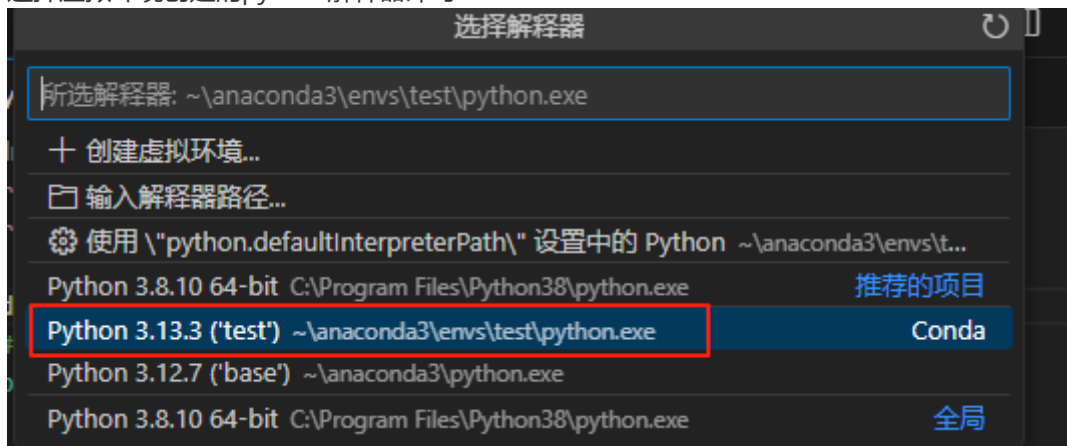 选择解释器
所选解释器: ~\anaconda3\envs\test\python.exe
创建虚拟环境...
输入解释器路径...
使用 \"python.defaultInterpreterPath\" 设置中的 Python ~\anaconda3\envs\t...
Python 3.8.10 64-bit C:\Program Files\Python38\python.exe 推荐的项目
Python 3.13.3 ('test') ~\anaconda3\envs\test\python.exe Conda
Python 3.12.7 ('base') ~\anaconda3\python.exe
Python 3.8.10 64-bit C:\Program Files\Python38\python.exe 全局